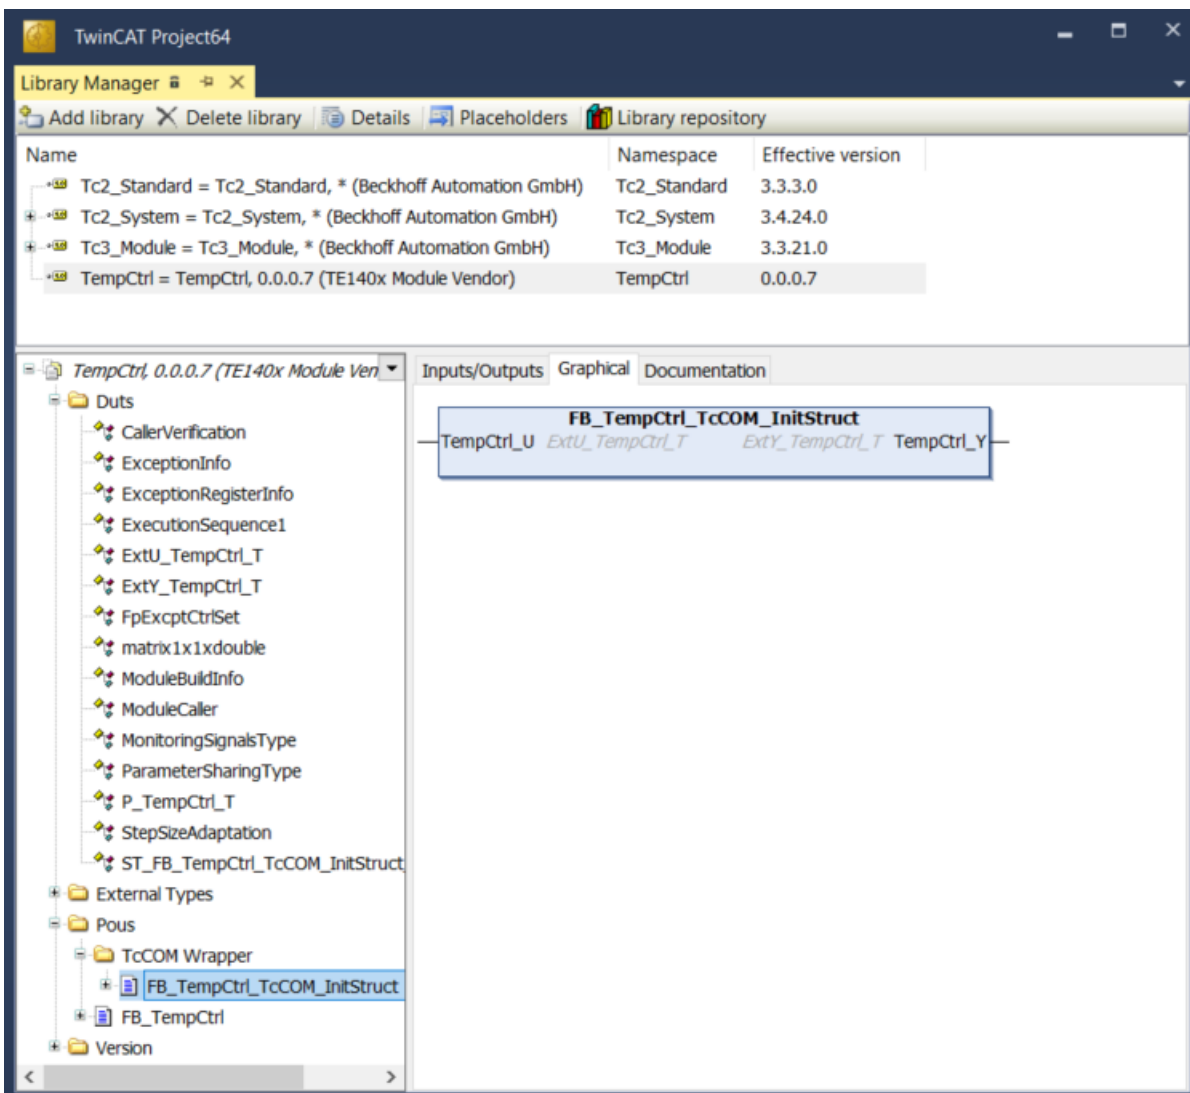 TwinCAT Project64
Library Manager
Add library Delete library Details Placeholders Library repository
Name Namespace Effective version
Tc2_Standard = Tc2_Standard, * (Beckhoff Automation GmbH) Tc2_Standard 3.3.3.0
Tc2_System = Tc2_System, * (Beckhoff Automation GmbH) Tc2_System 3.4.24.0
Tc3_Module = Tc3_Module, * (Beckhoff Automation GmbH) Tc3_Module 3.3.21.0
TempCtrl = TempCtrl, 0.0.0.7 (TE140x Module Vendor) TempCtrl 0.0.0.7
TempCtrl, 0.0.0.7 (TE140x Module Ven
Inputs/Outputs Graphical Documentation
Duts
CallerVerification
ExceptionInfo
ExceptionRegisterInfo
ExecutionSequence1
ExtU_TempCtrl_T
ExtY_TempCtrl_T
FpExcptCtrlSet
matrix1x1xdouble
ModuleBuildInfo
ModuleCaller
MonitoringSignalsType
ParameterSharingType
P_TempCtrl_T
StepSizeAdaptation
ST_FB_TempCtrl_TcCOM_InitStruct_
External Types
Pous
TcCOM Wrapper
FB_TempCtrl_TcCOM_InitStruct
FB_TempCtrl
Version
FB_TempCtrl_TcCOM_InitStruct
TempCtrl_U ExtU_TempCtrl_T ExtY_TempCtrl_T TempCtrl_Y